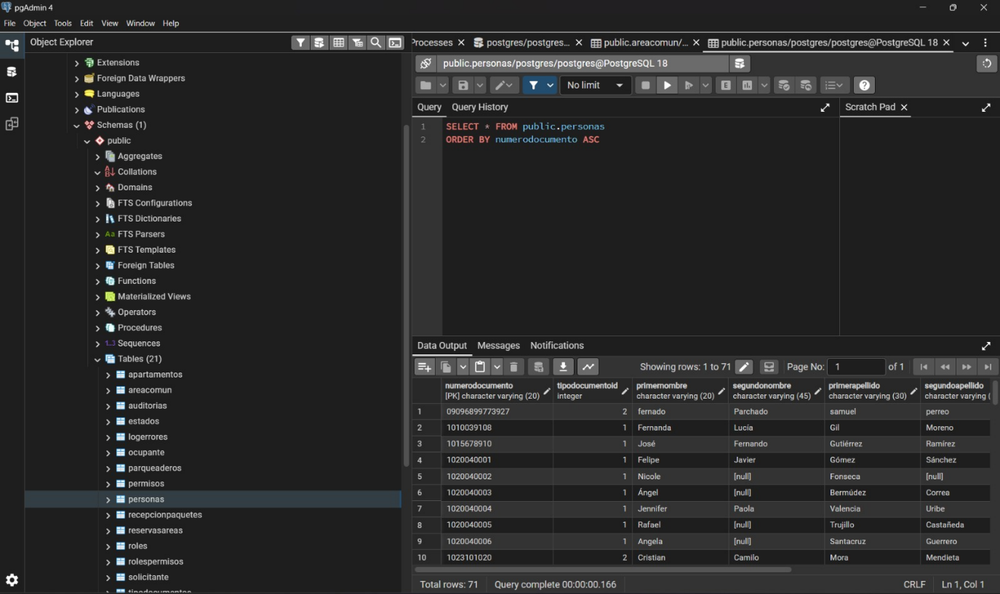 pgAdmin 4
File Object Tools Edit View Window Help
Object Explorer
Extensions
Foreign Data Wrappers
Languages
Publications
Schemas (1)
public
Aggregates
Collations
Domains
FTS Configurations
FTS Dictionaries
Aa FTS Parsers
FTS Templates
Foreign Tables
Functions
Materialized Views
Operators
Procedures
1..3 Sequences
Tables (21)
apartamentos
areacomun
auditorias
estados
logerrores
ocupante
parqueaderos
permisos
personas
recepcionpaquetes
reservasareas
roles
rolespermisos
solicitante
tipodocumentos
Processes postgres/postgres... public.areacomun/... public.personas/postgres/postgres@PostgreSQL 18
public.personas/postgres/postgres@PostgreSQL 18
No limit
Query Query History Scratch Pad
1 SELECT * FROM public.personas
2 ORDER BY numerodocumento ASC
Data Output Messages Notifications
Showing rows: 1 to 71 Page No: 1 of 1
numerodocumento tipodocumentoid primernombre segundonombre primerapellido segundoapellido
[PK] character varying (20) integer character varying (20) character varying (45) character varying (30) character varying (
1 09096899773927 2 fernado Parchado samuel perreo
2 1010039108 1 Fernanda Lucia Gil Moreno
3 1015678910 1 José Fernando Gutiérrez Ramírez
4 1020040001 1 Felipe Javier Gómez Sánchez
5 1020040002 1 Nicole [null] Fonseca [null]
6 1020040003 1 Ángel [null] Bermúdez Correa
7 1020040004 1 Jennifer Paola Valencia Uribe
8 1020040005 1 Rafael [null] Trujillo Castañeda
9 1020040006 1 Angela [null] Santacruz Guerrero
10 1023101020 2 Cristian Camilo Mora Mendieta
Total rows: 71 Query complete 00:00:00.166 CRLF Ln 1, Col 1